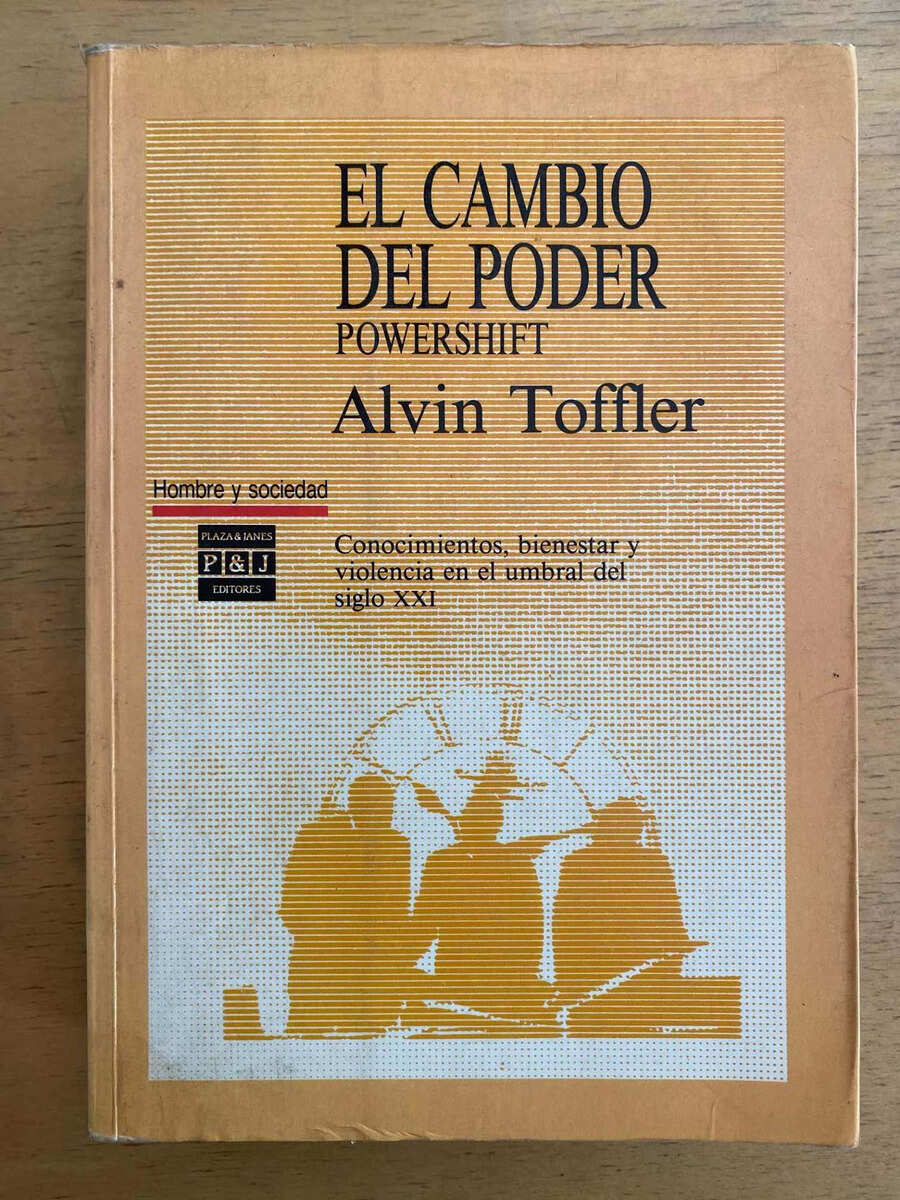 EL CAMBIO
DEL PODER
POWERSHIFT
Alvin Toffler
Hombre y sociedad
PLAZA & JANES
P & J
EDITORES
Conocimientos, bienestar y
violencia en el umbral del
siglo XXI